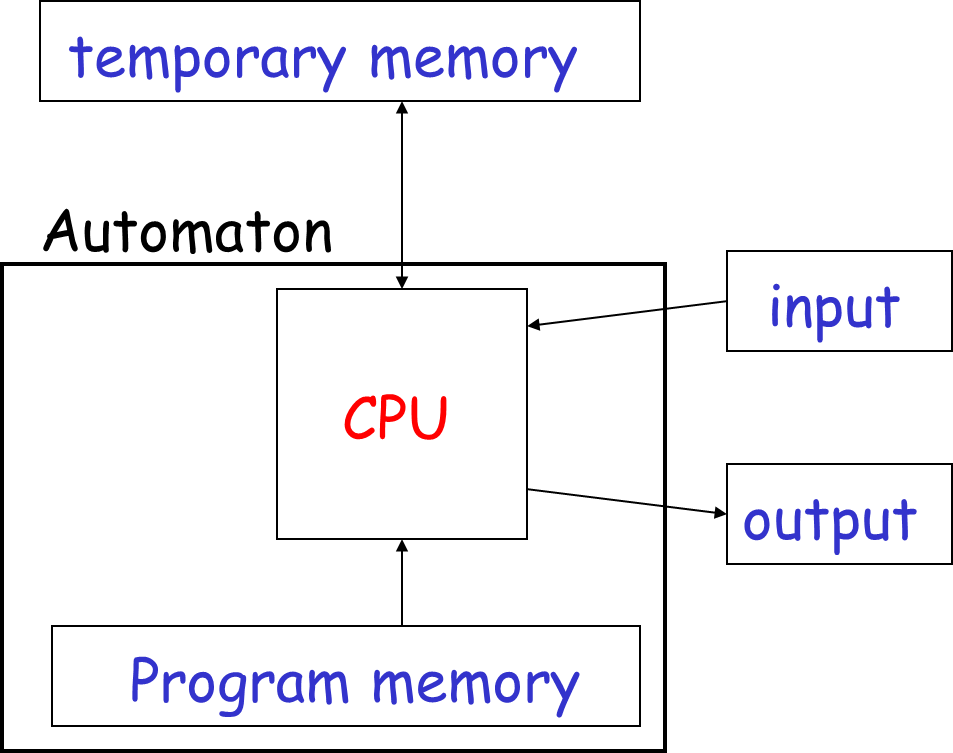 temporary memory
Automaton
input
CPU
output
Program memory